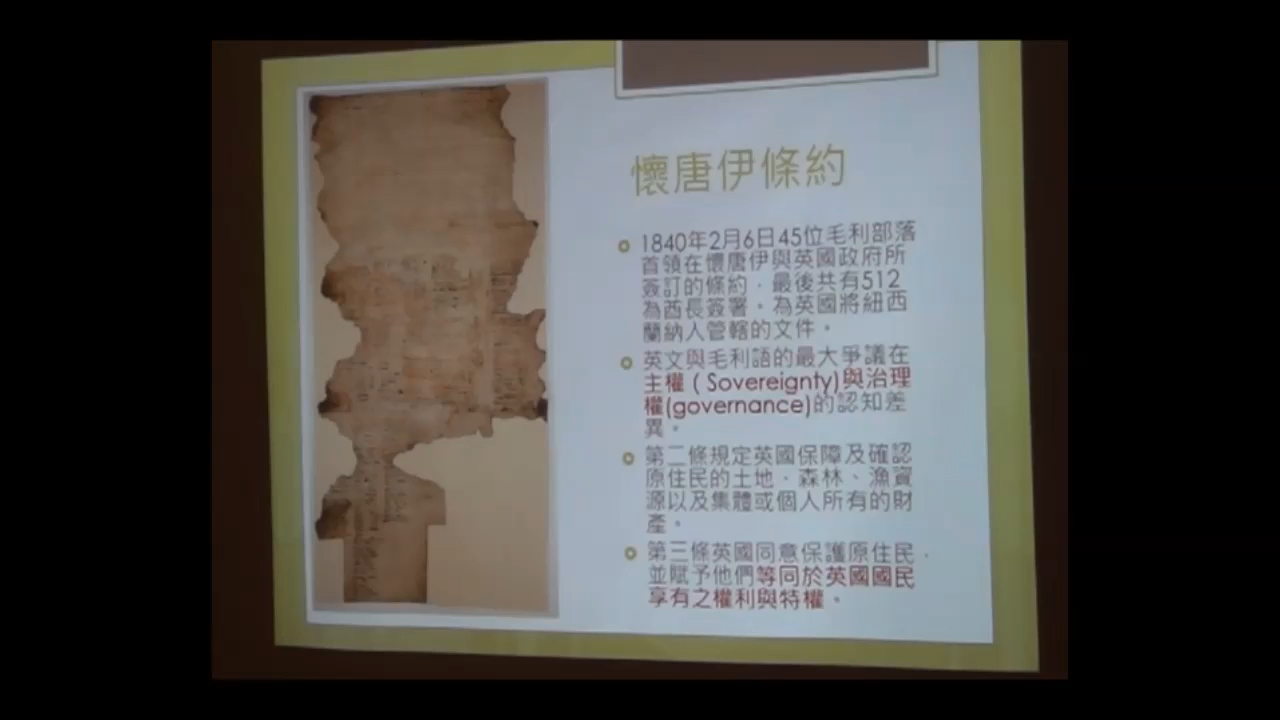 懷唐伊條約
1840年2月6日45位毛利部落
首領在懷唐伊與英國政府所
簽訂的條約，最後共有512
為酋長簽署。為英國將紐西
蘭納入管轄的文件。
英文與毛利語的最大爭議在
主權（Sovereignty)與治理
權(governance)的認知差
異。
第二條規定英國保障及確認
原住民的土地、森林、漁資
源以及集體或個人所有的財
產。
第三條英國同意保護原住民，
並賦予他們等同於英國國民
享有之權利與特權。